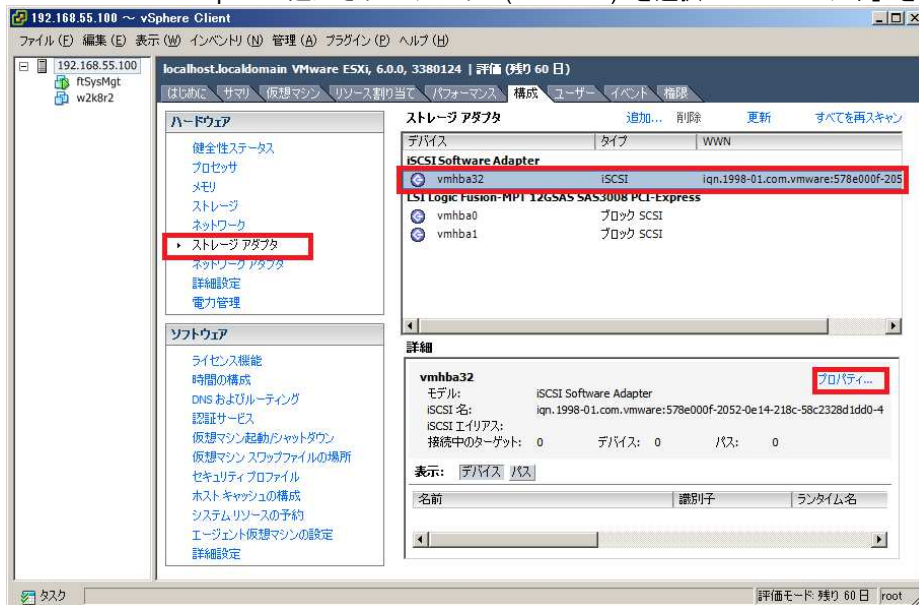 192.168.55.100 ～ vSphere Client
ファイル(F) 編集(E) 表示(W) インベントリ(N) 管理(A) プラグイン(P) ヘルプ(H)
192.168.55.100
ftSysMgt
w2k8r2
localhost.localdomain VMware ESXi, 6.0.0, 3380124 | 評価 (残り 60 日)
はじめに サマリ 仮想マシン リソース割り当て パフォーマンス 構成 ユーザー イベント 権限
ハードウェア
健全性ステータス
プロセッサ
メモリ
ストレージ
ネットワーク
ストレージ アダプタ
ネットワーク アダプタ
詳細設定
電力管理
ソフトウェア
ライセンス機能
時間の構成
DNS およびルーティング
認証サービス
仮想マシン起動/シャットダウン
仮想マシン スワップファイルの場所
セキュリティ プロファイル
ホスト キャッシュの構成
システム リソースの予約
エージェント仮想マシンの設定
詳細設定
ストレージ アダプタ 追加... 削除 更新 すべてを再スキャン
デバイス タイプ WWN
iSCSI Software Adapter
vmhba32 iSCSI iqn.1998-01.com.vmware:578e000f-205
LSI Logic Fusion-MPT 12GSAS SAS3008 PCI-Express
vmhba0 ブロック SCSI
vmhba1 ブロック SCSI
詳細
vmhba32 プロパティ...
モデル: iSCSI Software Adapter
iSCSI 名: iqn.1998-01.com.vmware:578e000f-2052-0e14-218c-58c2328d1dd0-4
iSCSI エイリアス:
接続中のターゲット: 0 デバイス: 0 パス: 0
表示: デバイス パス
名前 識別子 ランタイム名
タスク 評価モード: 残り 60 日 root